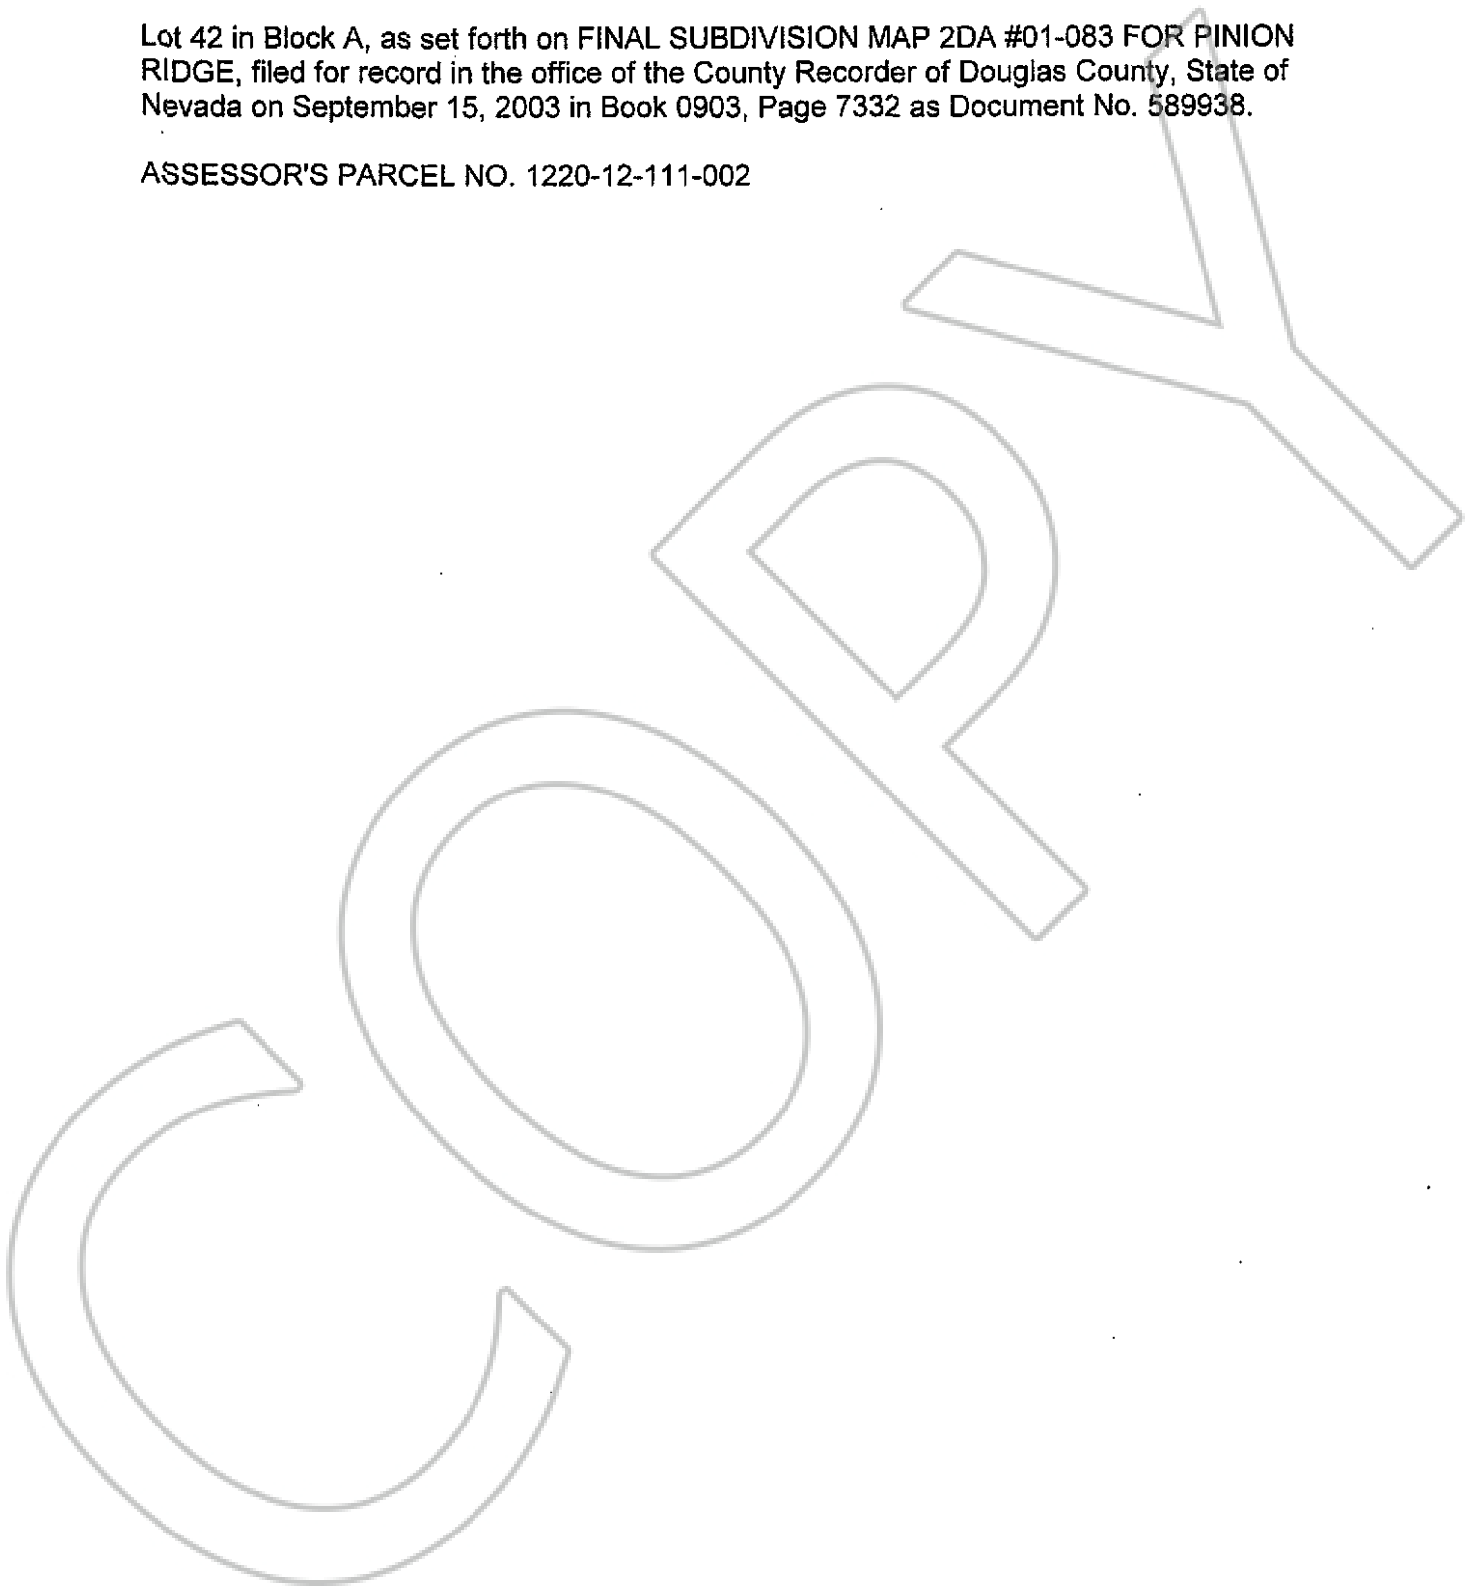 Lot 42 in Block A, as set forth on FINAL SUBDIVISION MAP 2DA #01-083 FOR PINION
RIDGE, filed for record in the office of the County Recorder of Douglas County, State of
Nevada on September 15, 2003 in Book 0903, Page 7332 as Document No. 589938.
ASSESSOR'S PARCEL NO. 1220-12-111-002
COPY